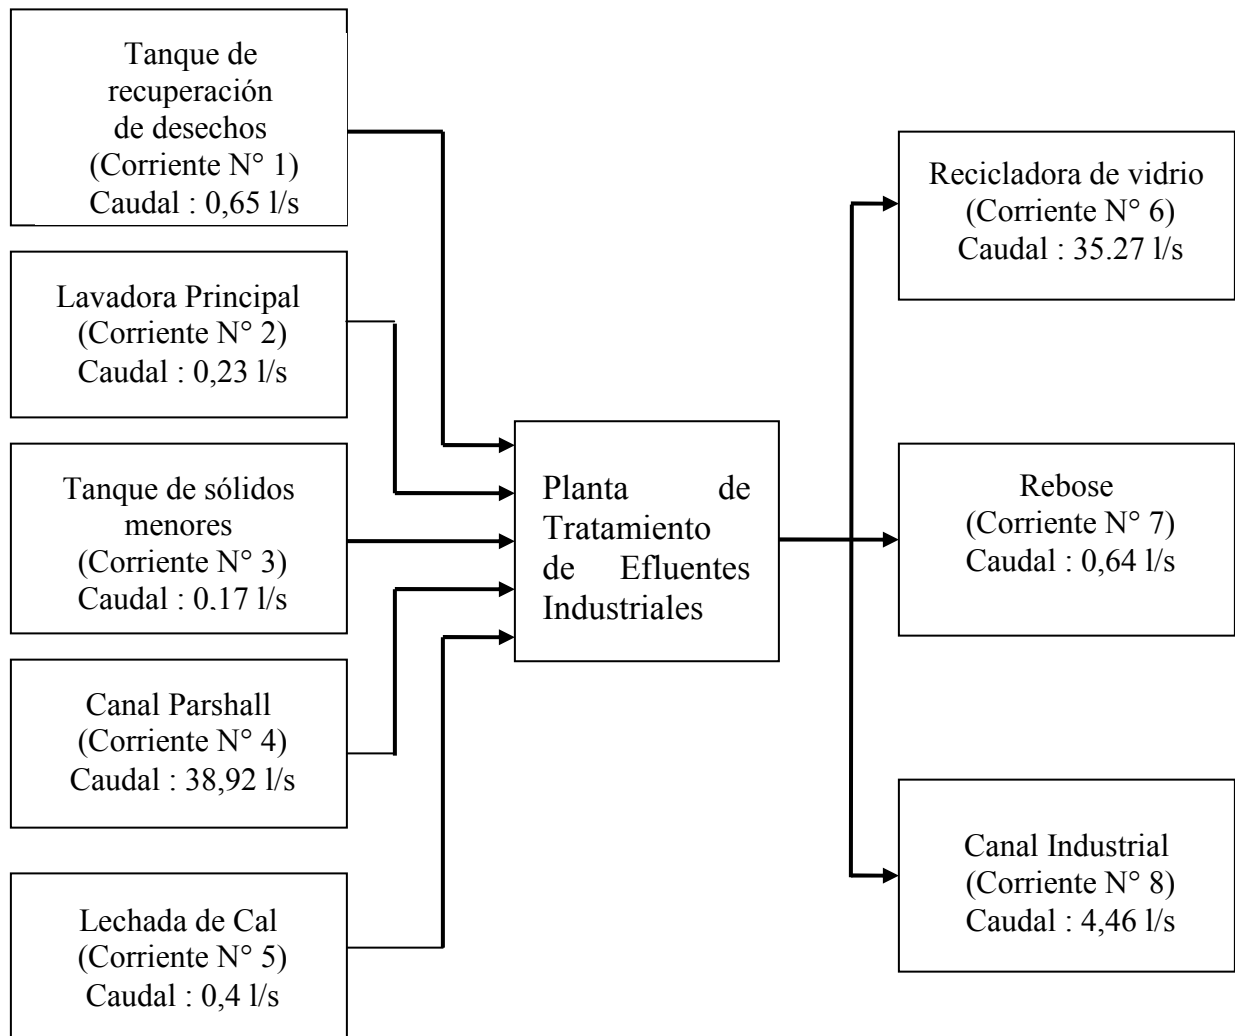 Tanque de
recuperación
de desechos
(Corriente N° 1)
Caudal : 0,65 l/s
Lavadora Principal
(Corriente N° 2)
Caudal : 0,23 l/s
Tanque de sólidos
menores
(Corriente N° 3)
Caudal : 0,17 l/s
Canal Parshall
(Corriente N° 4)
Caudal : 38,92 l/s
Lechada de Cal
(Corriente N° 5)
Caudal : 0,4 l/s
Planta de
Tratamiento
de Efluentes
Industriales
Recicladora de vidrio
(Corriente N° 6)
Caudal : 35.27 l/s
Rebose
(Corriente N° 7)
Caudal : 0,64 l/s
Canal Industrial
(Corriente N° 8)
Caudal : 4,46 l/s